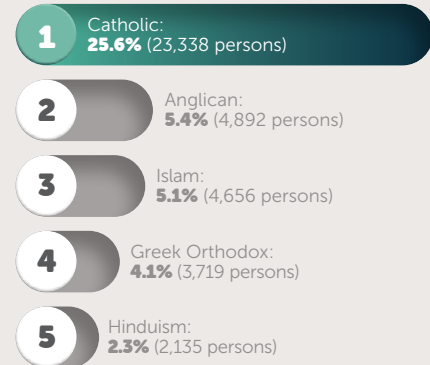 1
Catholic:
25.6% (23,338 persons)
2
Anglican:
5.4% (4,892 persons)
3
Islam:
5.1% (4,656 persons)
4
Greek Orthodox:
4.1% (3,719 persons)
5
Hinduism:
2.3% (2,135 persons)